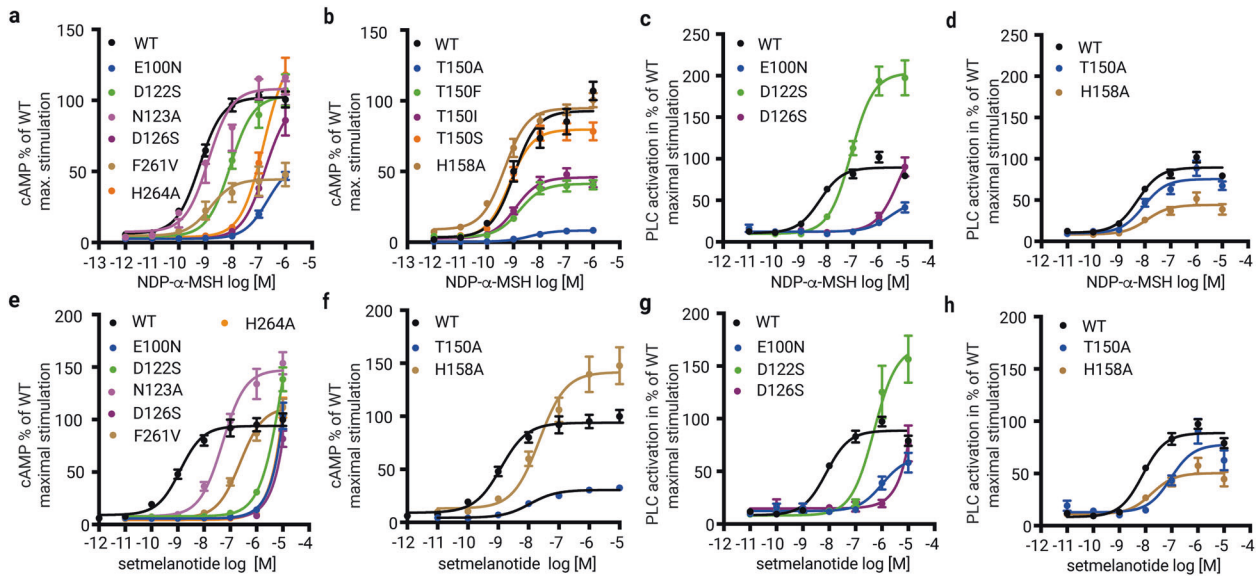 a
cAMP % of WT
max. stimulation
150
100
50
0
WT
E100N
D122S
N123A
D126S
F261V
H264A
-13 -12 -11 -10 -9 -8 -7 -6 -5
NDP-α-MSH log [M]
b
cAMP % of WT
max. stimulation
150
100
50
0
WT
T150A
T150F
T150I
T150S
H158A
-13 -12 -11 -10 -9 -8 -7 -6 -5
NDP-α-MSH log [M]
c
PLC activation in % of WT
maximal stimulation
250
200
150
100
50
0
WT
E100N
D122S
D126S
-12 -11 -10 -9 -8 -7 -6 -5 -4
NDP-α-MSH log [M]
d
PLC activation in % of WT
maximal stimulation
250
200
150
100
50
0
WT
T150A
H158A
-12 -11 -10 -9 -8 -7 -6 -5 -4
NDP-α-MSH log [M]
e
cAMP % of WT
maximal stimulation
200
150
100
50
0
WT
E100N
D122S
N123A
D126S
F261V
H264A
-12 -11 -10 -9 -8 -7 -6 -5 -4
setmelanotide log [M]
f
cAMP % of WT
maximal stimulation
200
150
100
50
0
WT
T150A
H158A
-12 -11 -10 -9 -8 -7 -6 -5
setmelanotide log [M]
g
PLC activation in % of WT
maximal stimulation
200
150
100
50
0
WT
E100N
D122S
D126S
-12 -11 -10 -9 -8 -7 -6 -5 -4
setmelanotide log [M]
h
PLC activation in % of WT
maximal stimulation
200
150
100
50
0
WT
T150A
H158A
-12 -11 -10 -9 -8 -7 -6 -5 -4
setmelanotide log [M]